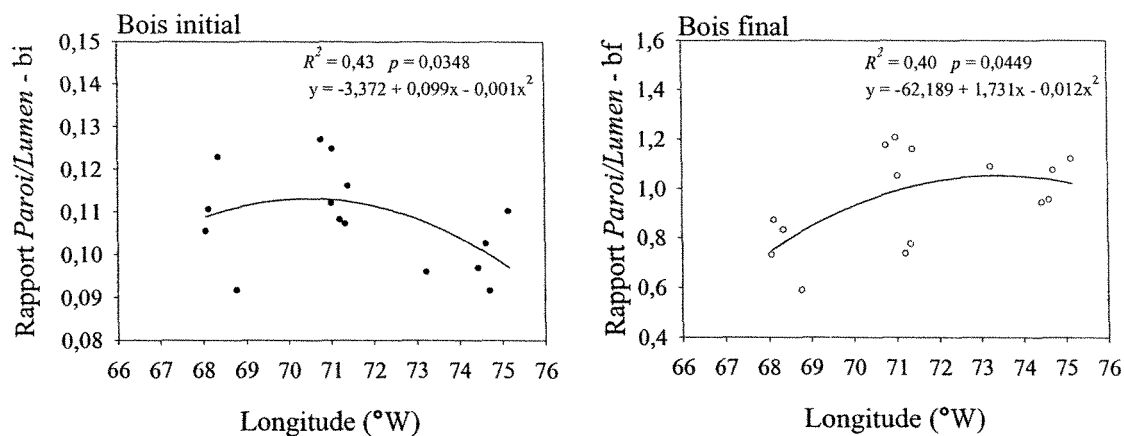 Bois initial
R² = 0,43 p = 0,0348
y = -3,372 + 0,099x - 0,001x²
Rapport Paroi/Lumen - bi
0,15
0,14
0,13
0,12
0,11
0,10
0,09
0,08
66 67 68 69 70 71 72 73 74 75 76
Longitude (°W)
Bois final
R² = 0,40 p = 0,0449
y = -62,189 + 1,731x - 0,012x²
Rapport Paroi/Lumen - bf
1,6
1,4
1,2
1,0
0,8
0,6
0,4
66 67 68 69 70 71 72 73 74 75 76
Longitude (°W)